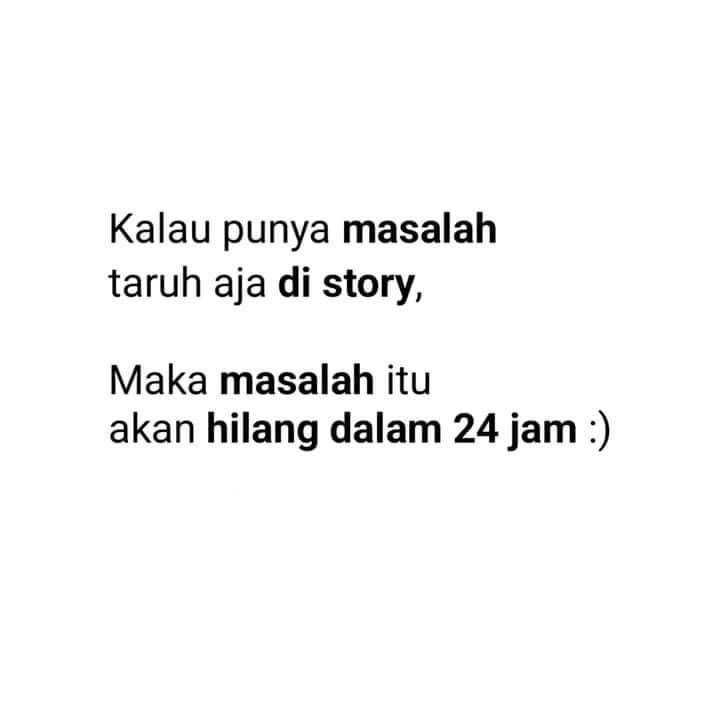 Kalau punya masalah
taruh aja di story,
Maka masalah itu
akan hilang dalam 24 jam :)